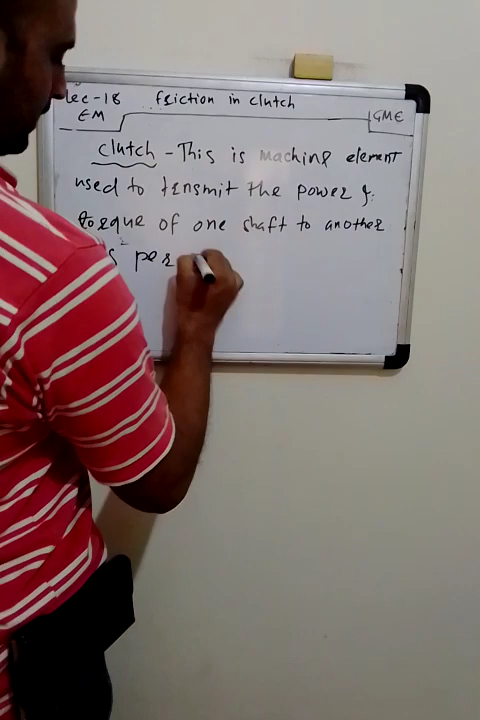 Lec-18 Friction in clutch
EM GME
Clutch - This is machine element
used to tensmit the power &
torque of one shaft to another
per